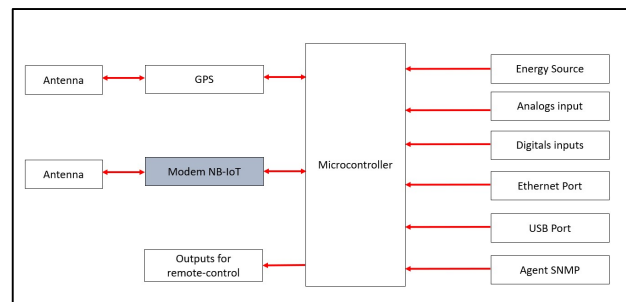 Antenna
GPS
Energy Source
Analogs input
Digitals inputs
Antenna
Modem NB-IoT
Microcontroller
Ethernet Port
USB Port
Outputs for
remote-control
Agent SNMP